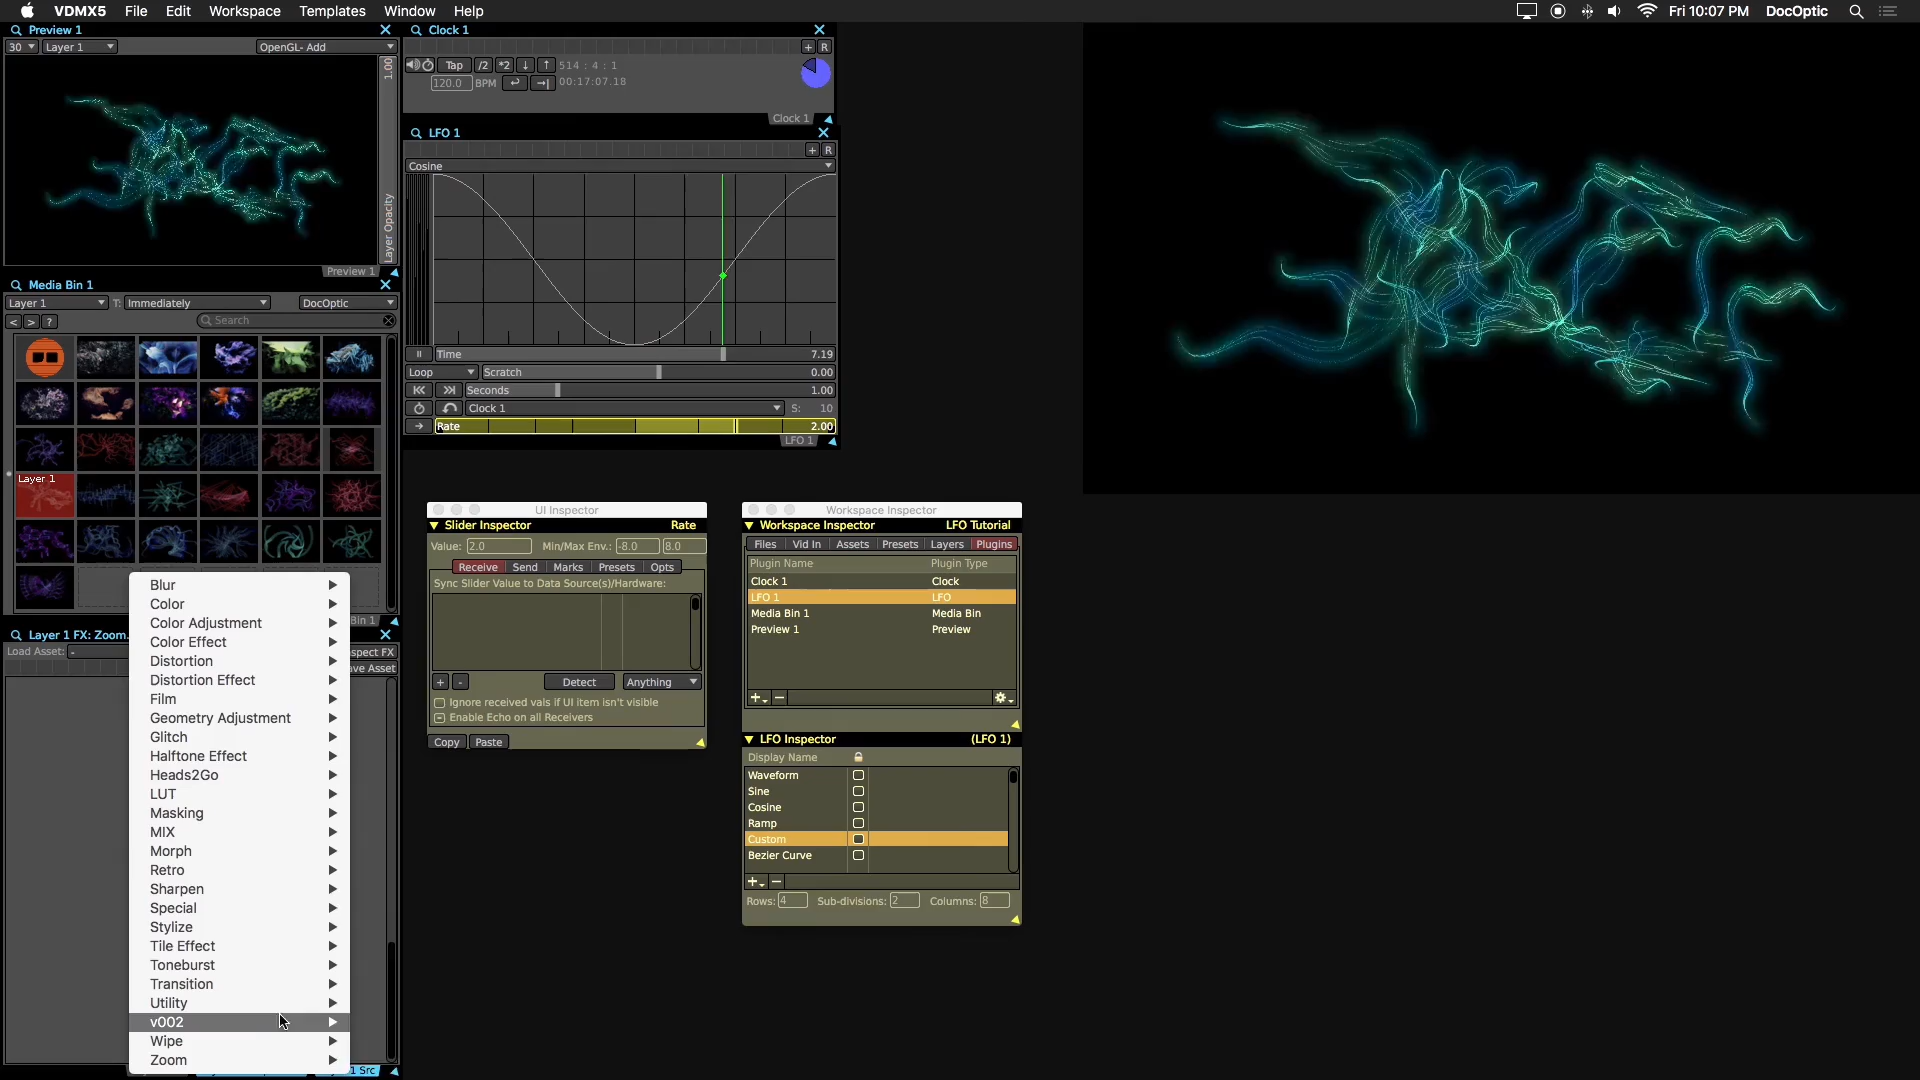 VDMX5 File Edit Workspace Templates Window Help Fri 10:07 PM DocOptic
Preview 1
30 Layer 1 OpenGL- Add
1.00
Layer Opacity
Preview 1
Clock 1
+ R
Tap /2 *2 ↓ ↑ 514 : 4 : 1
120.0 BPM 00:17:07.18
Clock 1
LFO 1
+ R
Cosine
Time 7.19
Loop Scratch 0.00
Seconds 1.00
Clock 1 S: 10
Rate 2.00
LFO 1
Media Bin 1
Layer 1 T: Immediately DocOptic
< > ? Search
Layer 1
Bin 1
Layer 1 FX: Zoom.
Load Asset: - spect FX
ve Asset
Blur
Color
Color Adjustment
Color Effect
Distortion
Distortion Effect
Film
Geometry Adjustment
Glitch
Halftone Effect
Heads2Go
LUT
Masking
MIX
Morph
Retro
Sharpen
Special
Stylize
Tile Effect
Toneburst
Transition
Utility
v002
Wipe
Zoom
1 Src
UI Inspector
Slider Inspector Rate
Value: 2.0 Min/Max Env.: -8.0 8.0
Receive Send Marks Presets Opts
Sync Slider Value to Data Source(s)/Hardware:
+ - Detect Anything
Ignore received vals if UI item isn't visible
Enable Echo on all Receivers
Copy Paste
Workspace Inspector
Workspace Inspector LFO Tutorial
Files Vid In Assets Presets Layers Plugins
Plugin Name Plugin Type
Clock 1 Clock
LFO 1 LFO
Media Bin 1 Media Bin
Preview 1 Preview
LFO Inspector (LFO 1)
Display Name
Waveform
Sine
Cosine
Ramp
Custom
Bezier Curve
Rows: 4 Sub-divisions: 2 Columns: 8